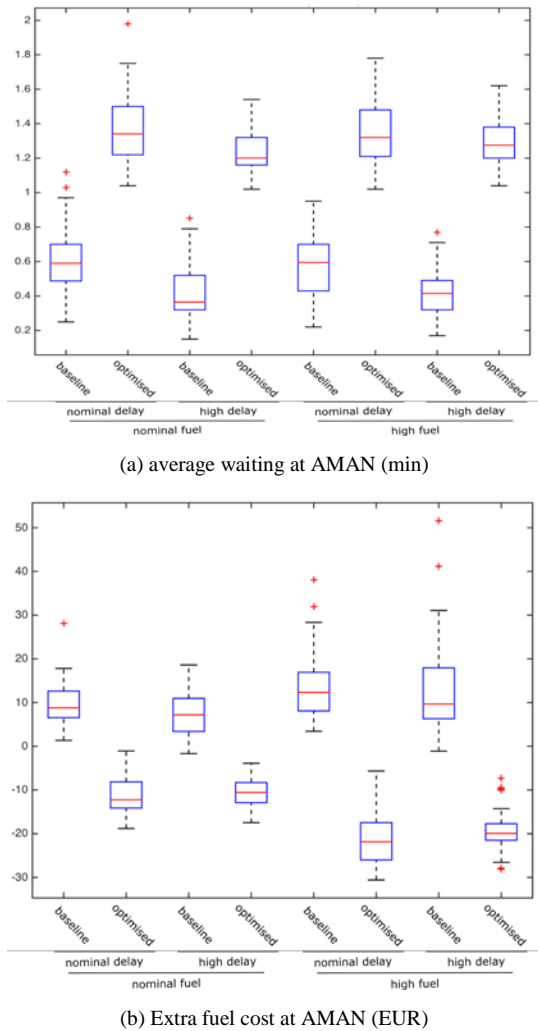 2
1.8
1.6
1.4
1.2
1
0.8
0.6
0.4
0.2
baseline optimised baseline optimised baseline optimised baseline optimised
nominal delay high delay nominal delay high delay
nominal fuel high fuel
(a) average waiting at AMAN (min)
50
40
30
20
10
0
-10
-20
-30
baseline optimised baseline optimised baseline optimised baseline optimised
nominal delay high delay nominal delay high delay
nominal fuel high fuel
(b) Extra fuel cost at AMAN (EUR)